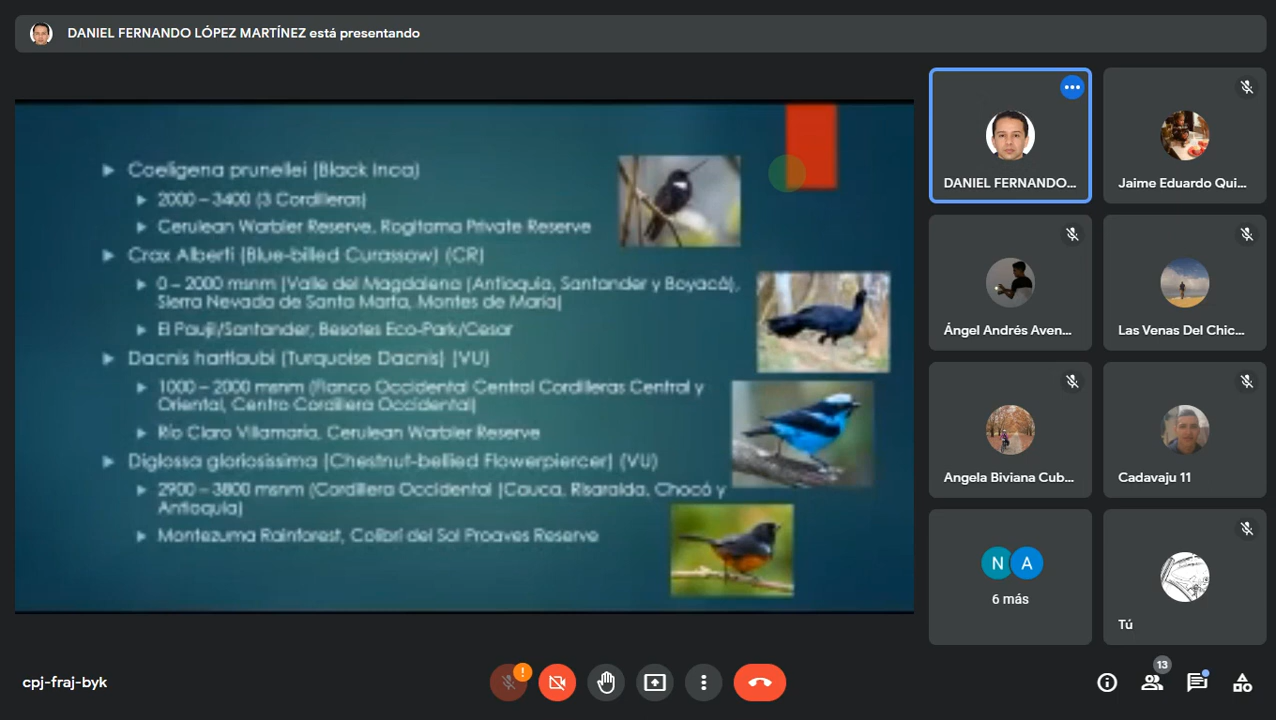 DANIEL FERNANDO LÓPEZ MARTÍNEZ está presentando
Coeligena prunellei (Black Inca)
2000 – 3400 (3 Cordilleras)
Cerulean Warbler Reserve, Rogitama Private Reserve
Crax Alberti (Blue-billed Curassow) (CR)
0 – 2000 msnm (Valle del Magdalena (Antioquia, Santander y Boyacá),
Sierra Nevada de Santa Marta, Montes de María)
El Paujil/Santander, Besotes Eco-Park/Cesar
Dacnis hartlaubi (Turquoise Dacnis) (VU)
1000 – 2000 msnm (Flanco Occidental Central Cordilleras Central y
Oriental, Centro Cordillera Occidental)
Río Claro Villamaría, Cerulean Warbler Reserve
Diglossa gloriosissima (Chestnut-bellied Flowerpiercer) (VU)
2900 – 3800 msnm (Cordillera Occidental (Cauca, Risaralda, Chocó y
Antioquia)
Montezuma Rainforest, Colibrí del Sol Proaves Reserve
DANIEL FERNANDO...
Jaime Eduardo Qui...
Ángel Andrés Aven...
Las Venas Del Chic...
Angela Biviana Cub...
Cadavaju 11
N A
6 más
Tú
cpj-fraj-byk
!
13